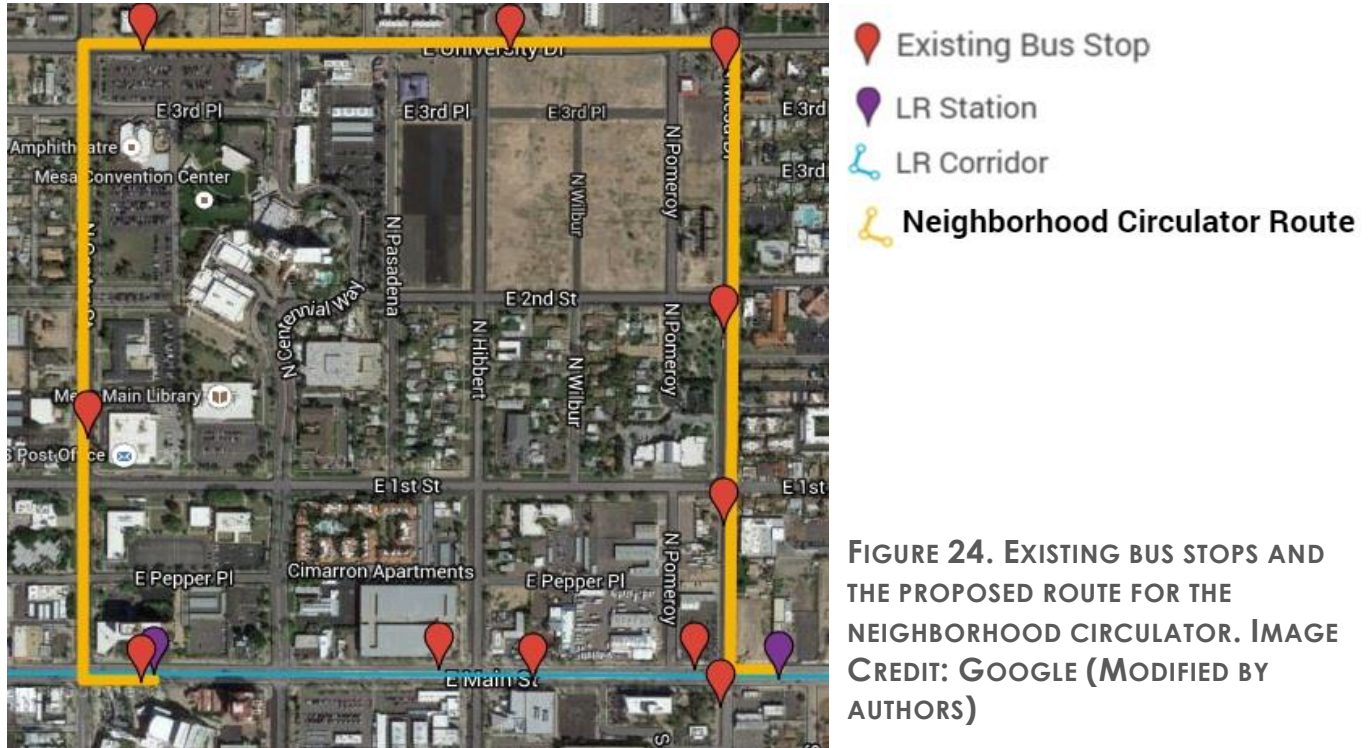 E University Dr
E 3rd Pl
E 3rd Pl
E 3rd Pl
E 3rd
Amphitheatre
Mesa Convention Center
E 3rd
N Pomeroy
N Wilbur
N Pasadena
E 2nd St
N Centennial Way
N Hibbert
N Wilbur
N Pomeroy
Main Library
Post Office
E 1st St
E 1st
E Pepper Pl
Cimarron Apartments
E Pepper Pl
N Pomeroy
E Main St
S
Existing Bus Stop
LR Station
LR Corridor
Neighborhood Circulator Route
FIGURE 24. EXISTING BUS STOPS AND
THE PROPOSED ROUTE FOR THE
NEIGHBORHOOD CIRCULATOR. IMAGE
CREDIT: GOOGLE (MODIFIED BY
AUTHORS)